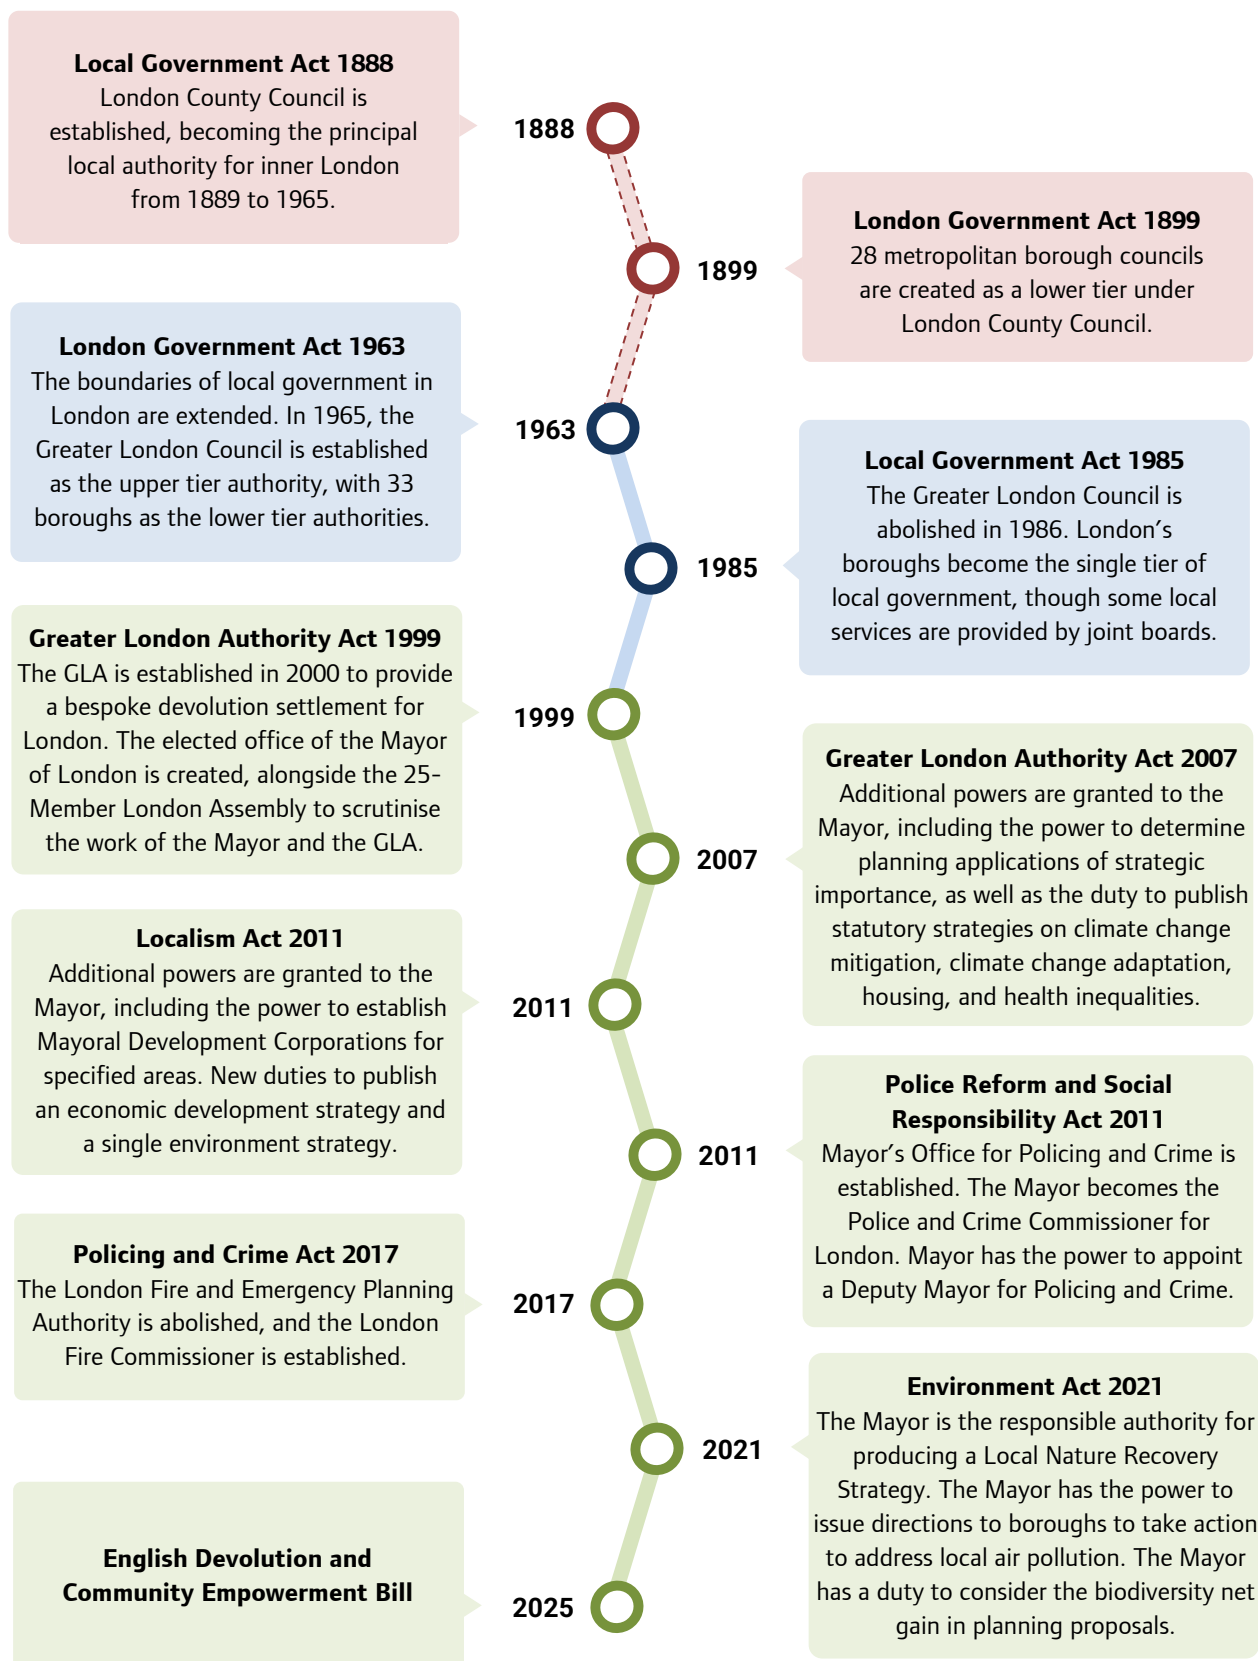 Local Government Act 1888
London County Council is
established, becoming the principal
local authority for inner London
from 1889 to 1965.
1888
London Government Act 1899
28 metropolitan borough councils
are created as a lower tier under
London County Council.
1899
London Government Act 1963
The boundaries of local government in
London are extended. In 1965, the
Greater London Council is established
as the upper tier authority, with 33
boroughs as the lower tier authorities.
1963
Local Government Act 1985
The Greater London Council is
abolished in 1986. London’s
boroughs become the single tier of
local government, though some local
services are provided by joint boards.
1985
Greater London Authority Act 1999
The GLA is established in 2000 to provide
a bespoke devolution settlement for
London. The elected office of the Mayor
of London is created, alongside the 25-
Member London Assembly to scrutinise
the work of the Mayor and the GLA.
1999
Greater London Authority Act 2007
Additional powers are granted to the
Mayor, including the power to determine
planning applications of strategic
importance, as well as the duty to publish
statutory strategies on climate change
mitigation, climate change adaptation,
housing, and health inequalities.
2007
Localism Act 2011
Additional powers are granted to the
Mayor, including the power to establish
Mayoral Development Corporations for
specified areas. New duties to publish
an economic development strategy and
a single environment strategy.
2011
Police Reform and Social
Responsibility Act 2011
Mayor’s Office for Policing and Crime is
established. The Mayor becomes the
Police and Crime Commissioner for
London. Mayor has the power to appoint
a Deputy Mayor for Policing and Crime.
2011
Policing and Crime Act 2017
The London Fire and Emergency Planning
Authority is abolished, and the London
Fire Commissioner is established.
2017
Environment Act 2021
The Mayor is the responsible authority for
producing a Local Nature Recovery
Strategy. The Mayor has the power to
issue directions to boroughs to take action
to address local air pollution. The Mayor
has a duty to consider the biodiversity net
gain in planning proposals.
2021
English Devolution and
Community Empowerment Bill
2025